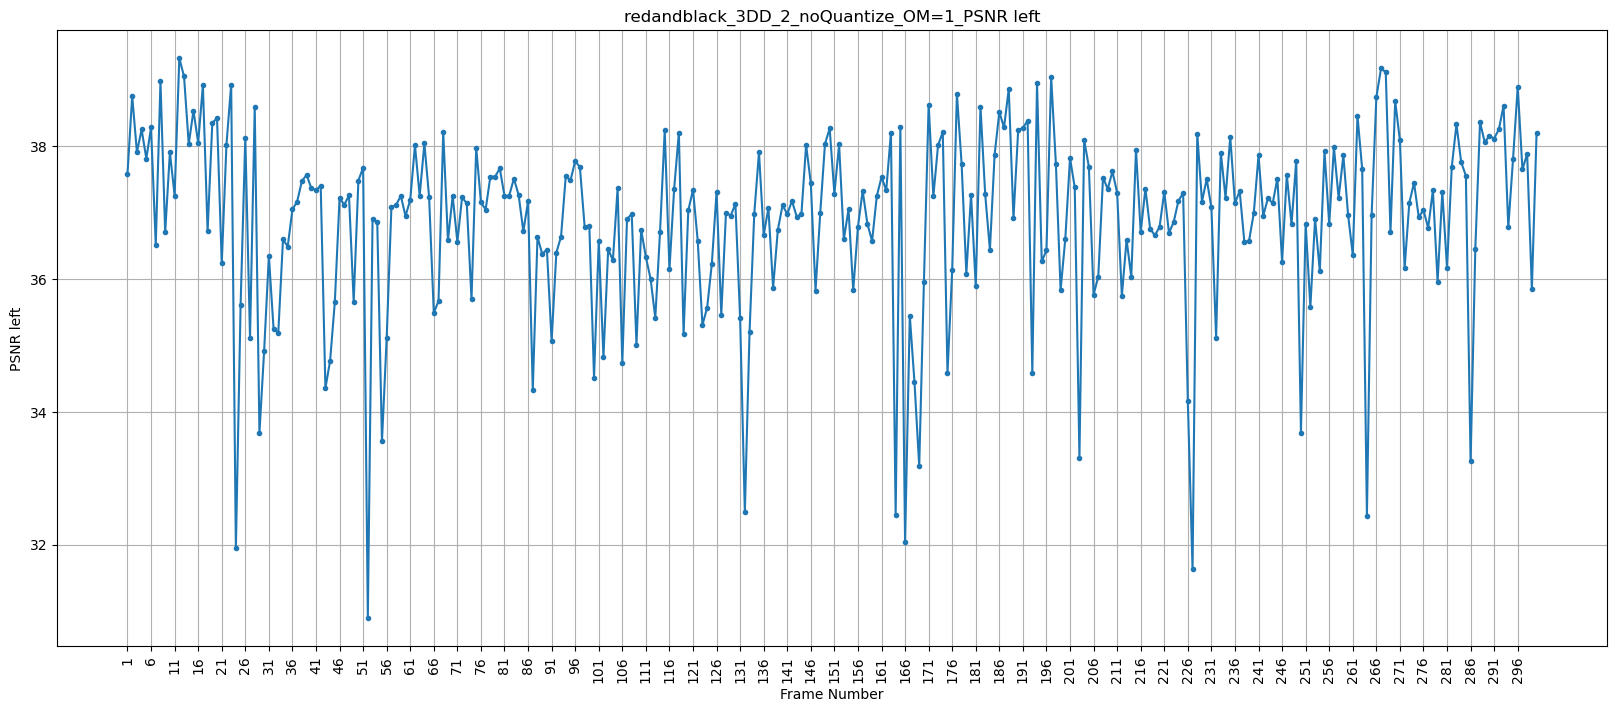 redandblack_3DD_2_noQuantize_OM=1_PSNR left
PSNR left
38
36
34
32
1 6 11 16 21 26 31 36 41 46 51 56 61 66 71 76 81 86 91 96 101 106 111 116 121 126 131 136 141 146 151 156 161 166 171 176 181 186 191 196 201 206 211 216 221 226 231 236 241 246 251 256 261 266 271 276 281 286 291 296
Frame Number